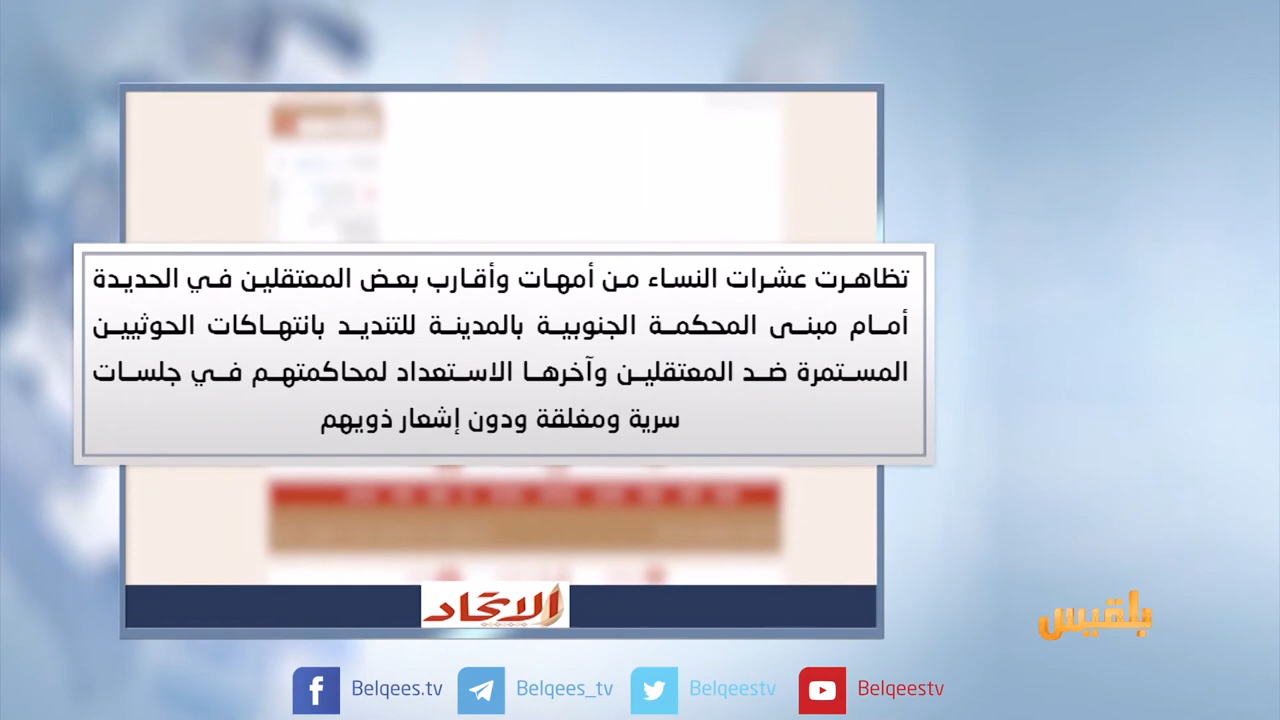 تظاهرت عشرات النساء من أمهات وأقارب بعض المعتقلين في الحديدة
أمام مبنى المحكمة الجنوبية بالمدينة للتنديد بانتهاكات الحوثيين
المستمرة ضد المعتقلين وآخرها الاستعداد لمحاكمتهم في جلسات
سرية ومغلقة ودون إشعار ذويهم
الاتحاد
بلقيس
Belqees.tv
Belqees_tv
Belqeestv
Belqeestv